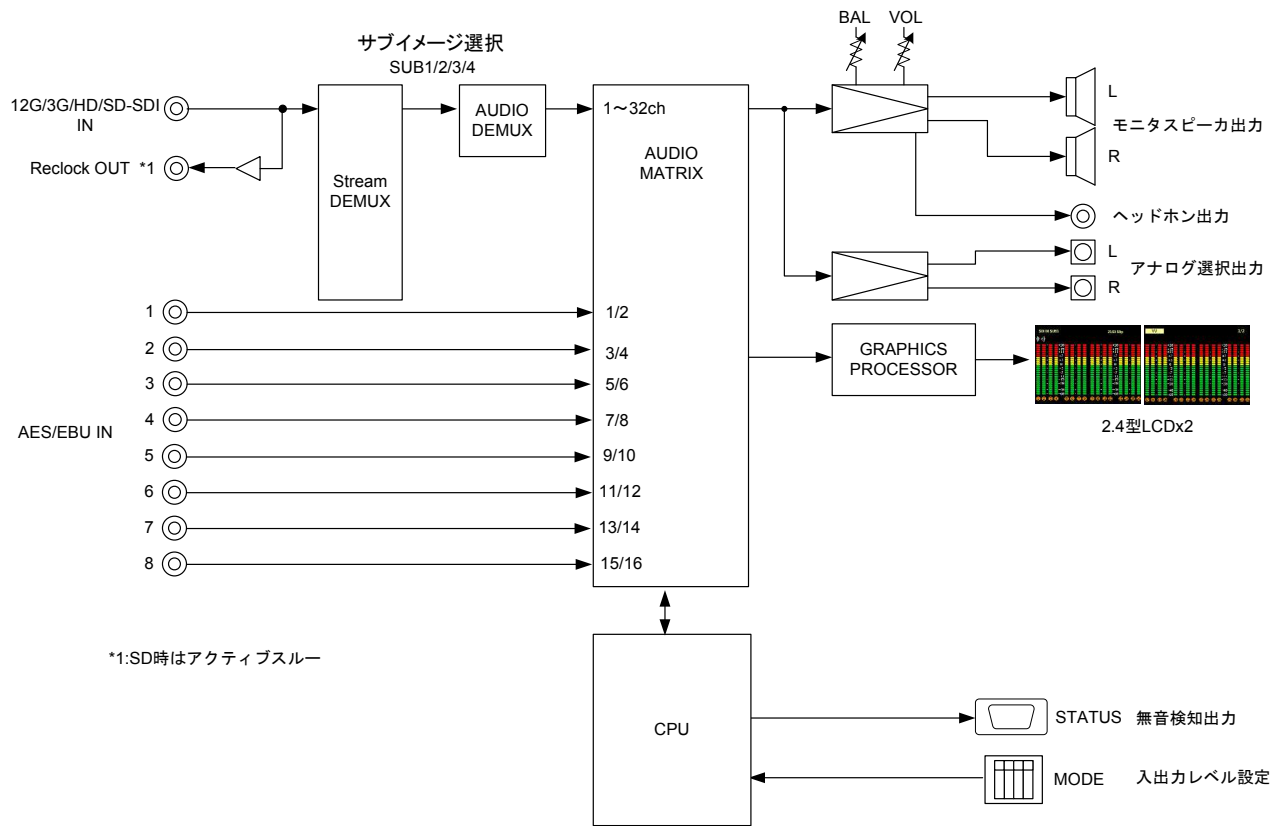 サブイメージ選択
SUB1/2/3/4
BAL
VOL
12G/3G/HD/SD-SDI
IN
Reclock OUT *1
Stream
DEMUX
AUDIO
DEMUX
1～32ch
AUDIO
MATRIX
L
モニタスピーカ出力
R
ヘッドホン出力
L
アナログ選択出力
R
AES/EBU IN
1
2
3
4
5
6
7
8
1/2
3/4
5/6
7/8
9/10
11/12
13/14
15/16
GRAPHICS
PROCESSOR
2.4型LCDx2
*1:SD時はアクティブスルー
CPU
STATUS 無音検知出力
MODE 入出力レベル設定